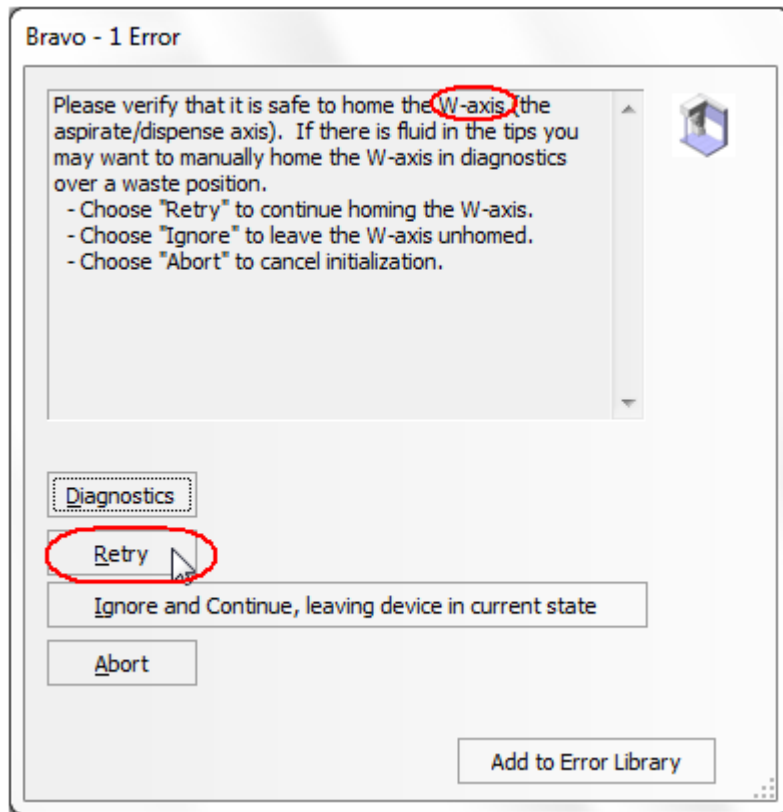 Bravo - 1 Error
Please verify that it is safe to home the W-axis (the
aspirate/dispense axis).  If there is fluid in the tips you
may want to manually home the W-axis in diagnostics
over a waste position.
- Choose "Retry" to continue homing the W-axis.
- Choose "Ignore" to leave the W-axis unhomed.
- Choose "Abort" to cancel initialization.
Diagnostics
Retry
Ignore and Continue, leaving device in current state
Abort
Add to Error Library